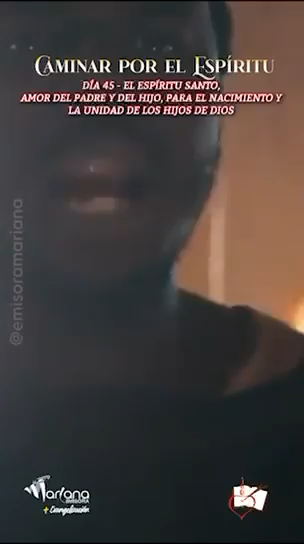 CAMINAR POR EL ESPÍRITU
DÍA 45 - EL ESPÍRITU SANTO,
AMOR DEL PADRE Y DEL HIJO, PARA EL NACIMIENTO Y
LA UNIDAD DE LOS HIJOS DE DIOS
@emisoramariana
Mariana
EMISORA
+ Evangelización